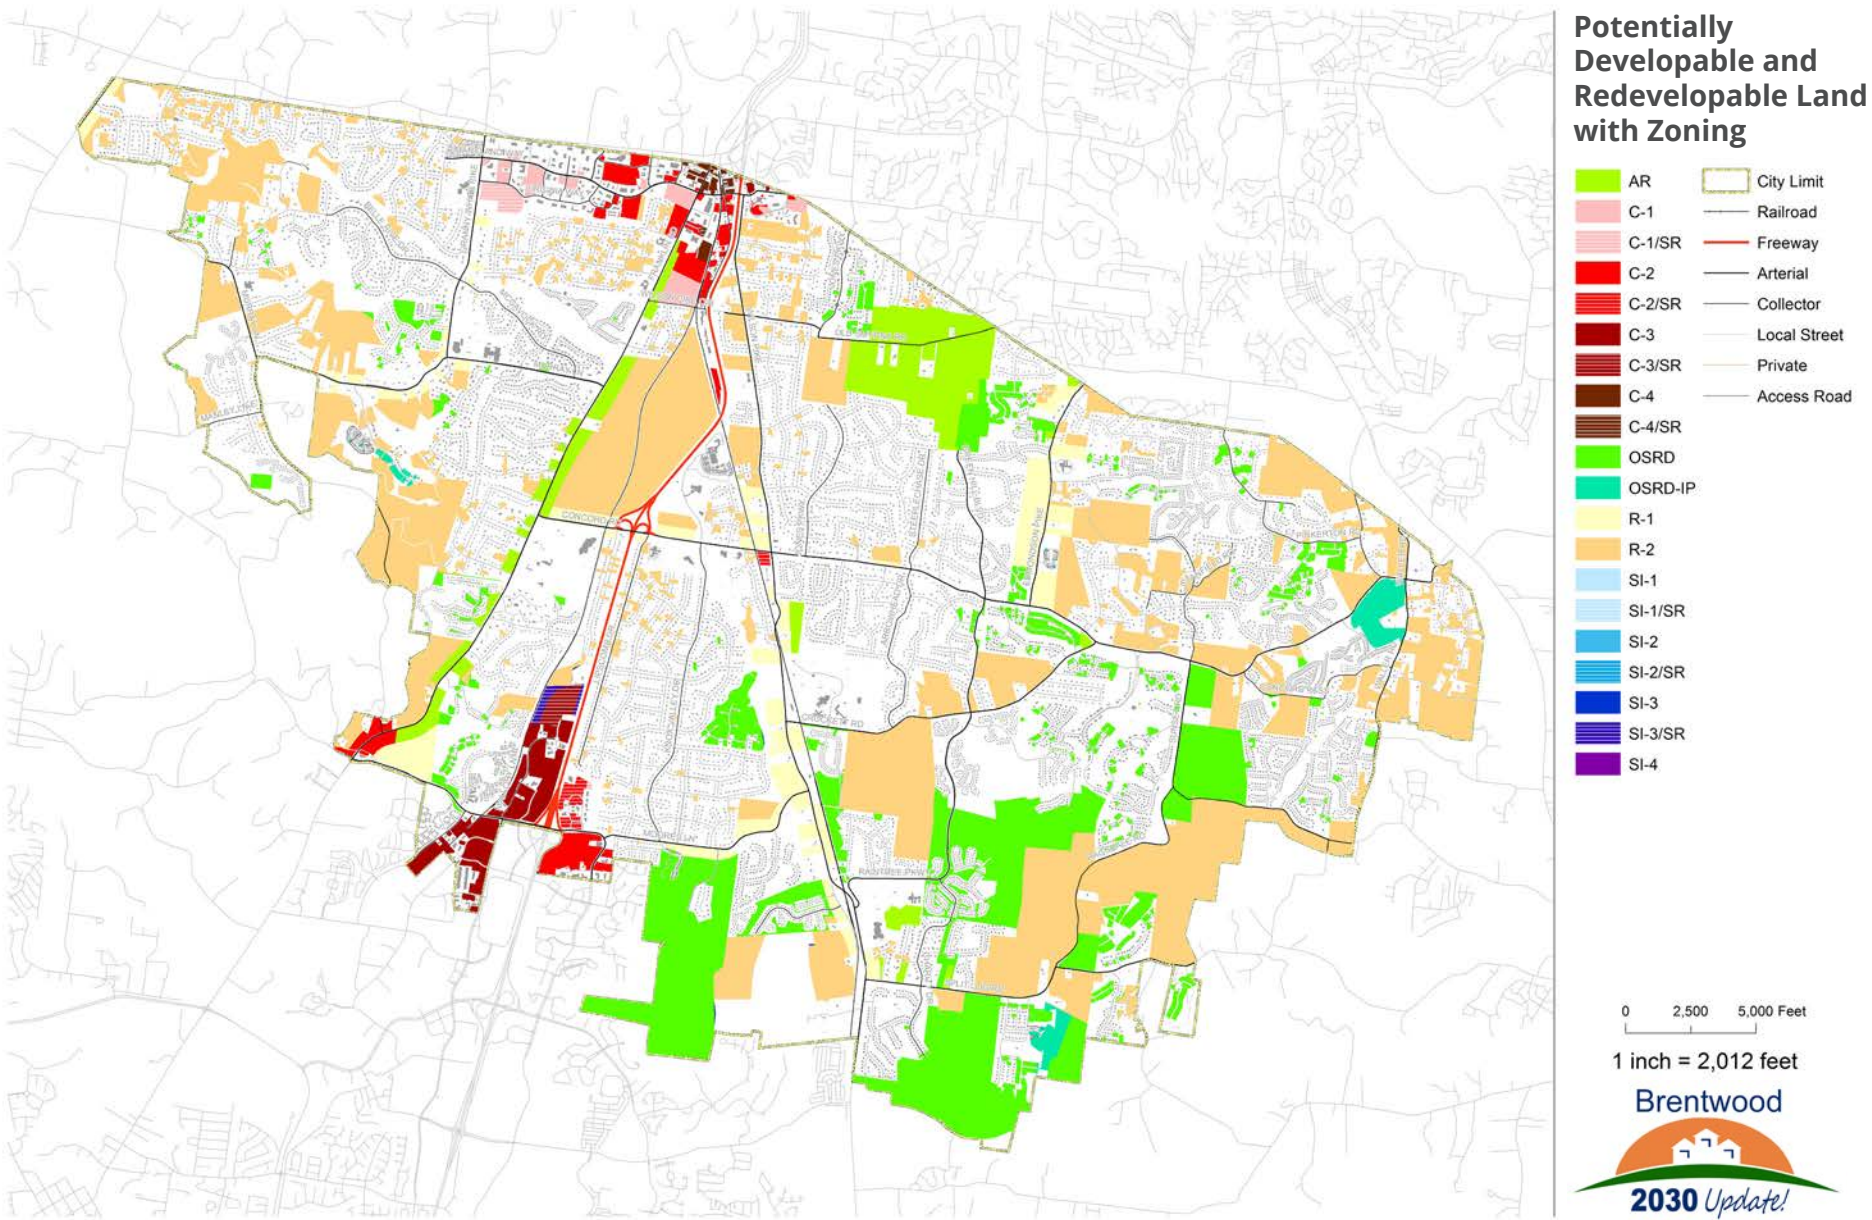 Potentially
Developable and
Redevelopable Land
with Zoning
AR
C-1
C-1/SR
C-2
C-2/SR
C-3
C-3/SR
C-4
C-4/SR
OSRD
OSRD-IP
R-1
R-2
SI-1
SI-1/SR
SI-2
SI-2/SR
SI-3
SI-3/SR
SI-4
City Limit
Railroad
Freeway
Arterial
Collector
Local Street
Private
Access Road
0 2,500 5,000 Feet
1 inch = 2,012 feet
Brentwood
2030 Update!
MOORES LN